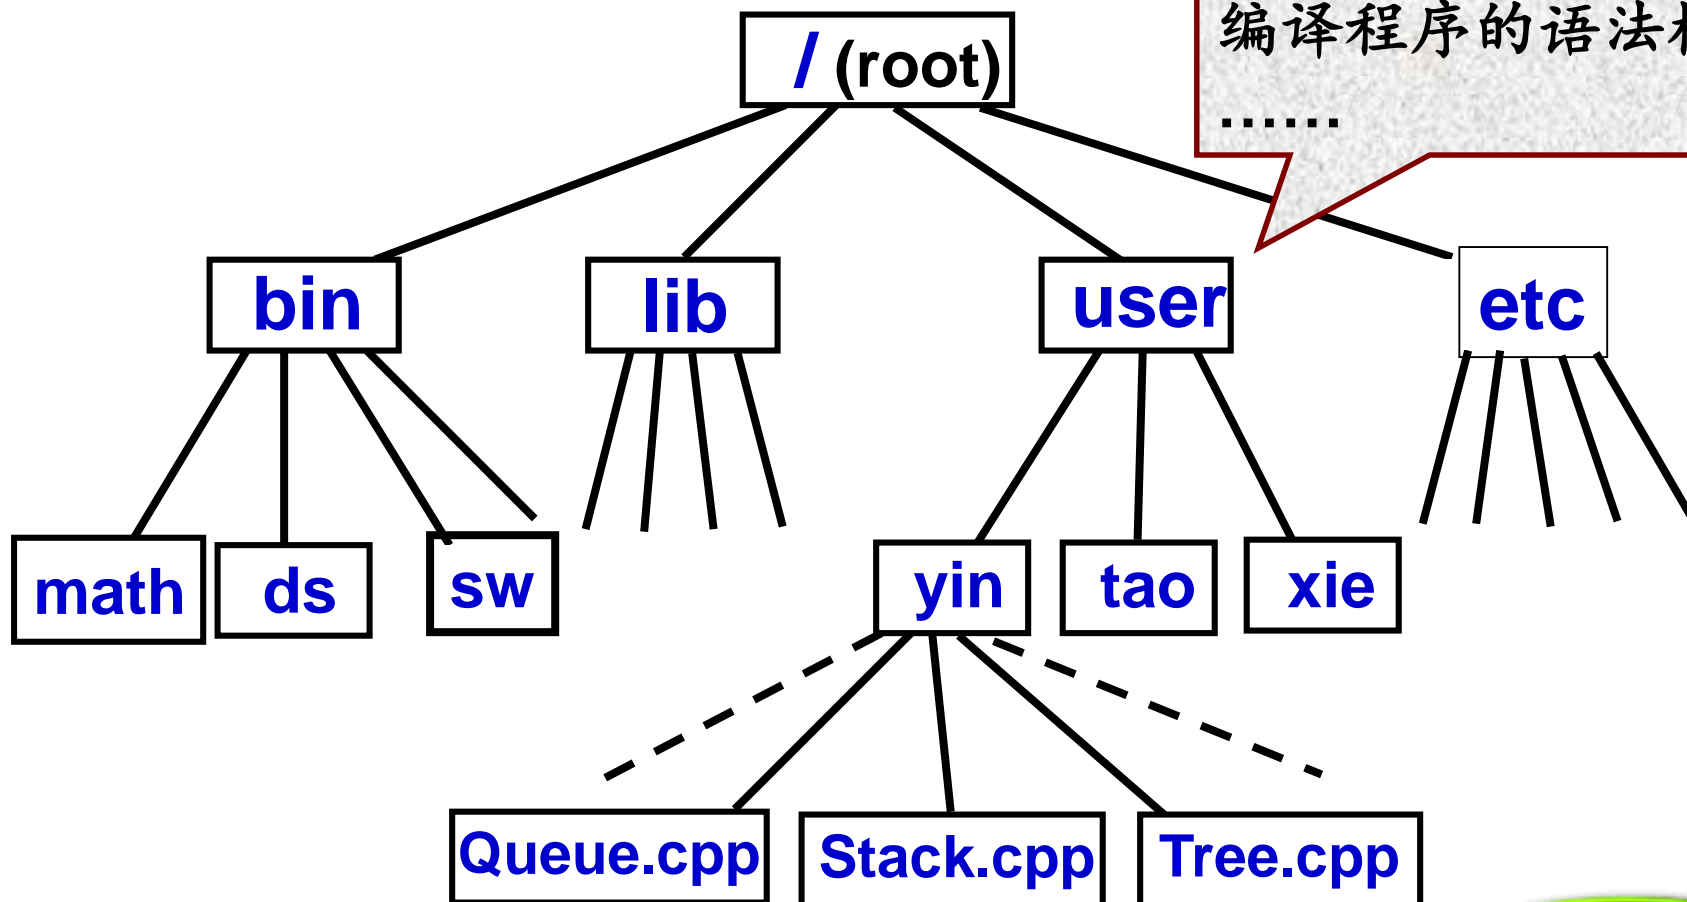 编译程序的语法
……
/ (root)
bin
lib
user
etc
math
ds
sw
yin
tao
xie
Queue.cpp
Stack.cpp
Tree.cpp